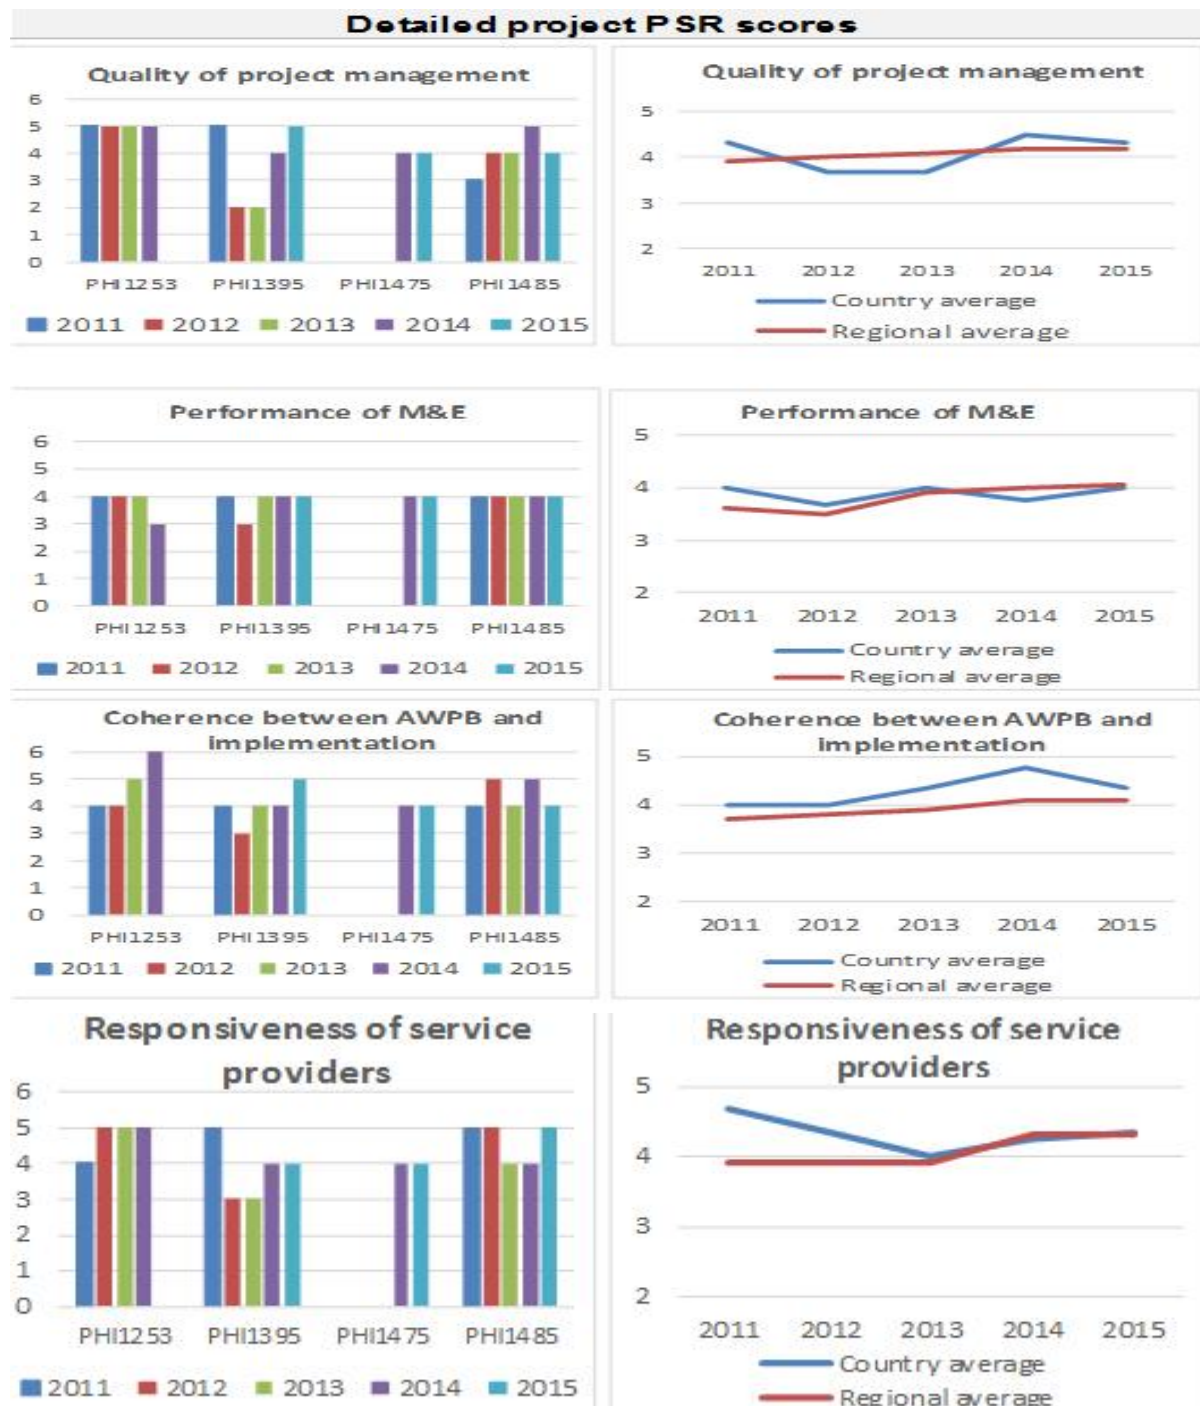 Detailed project PSR scores
Quality of project management
6
5
4
3
2
1
0
PHI1253 PHI1395 PHI1475 PHI1485
2011 2012 2013 2014 2015
Quality of project management
5
4
3
2
2011 2012 2013 2014 2015
Country average
Regional average
Performance of M&E
6
5
4
3
2
1
0
PHI1253 PHI1395 PHI1475 PHI1485
2011 2012 2013 2014 2015
Performance of M&E
5
4
3
2
2011 2012 2013 2014 2015
Country average
Regional average
Coherence between AWPB and
implementation
6
5
4
3
2
1
0
PHI1253 PHI1395 PHI1475 PHI1485
2011 2012 2013 2014 2015
Coherence between AWPB and
implementation
5
4
3
2
2011 2012 2013 2014 2015
Country average
Regional average
Responsiveness of service
providers
6
5
4
3
2
1
0
PHI1253 PHI1395 PHI1475 PHI1485
2011 2012 2013 2014 2015
Responsiveness of service
providers
5
4
3
2
2011 2012 2013 2014 2015
Country average
Regional average